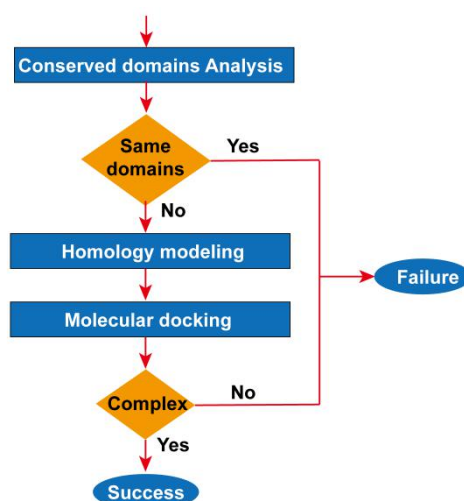 Conserved domains Analysis
Same
domains
Yes
No
Homology modeling
Failure
Molecular docking
Complex
No
Yes
Success